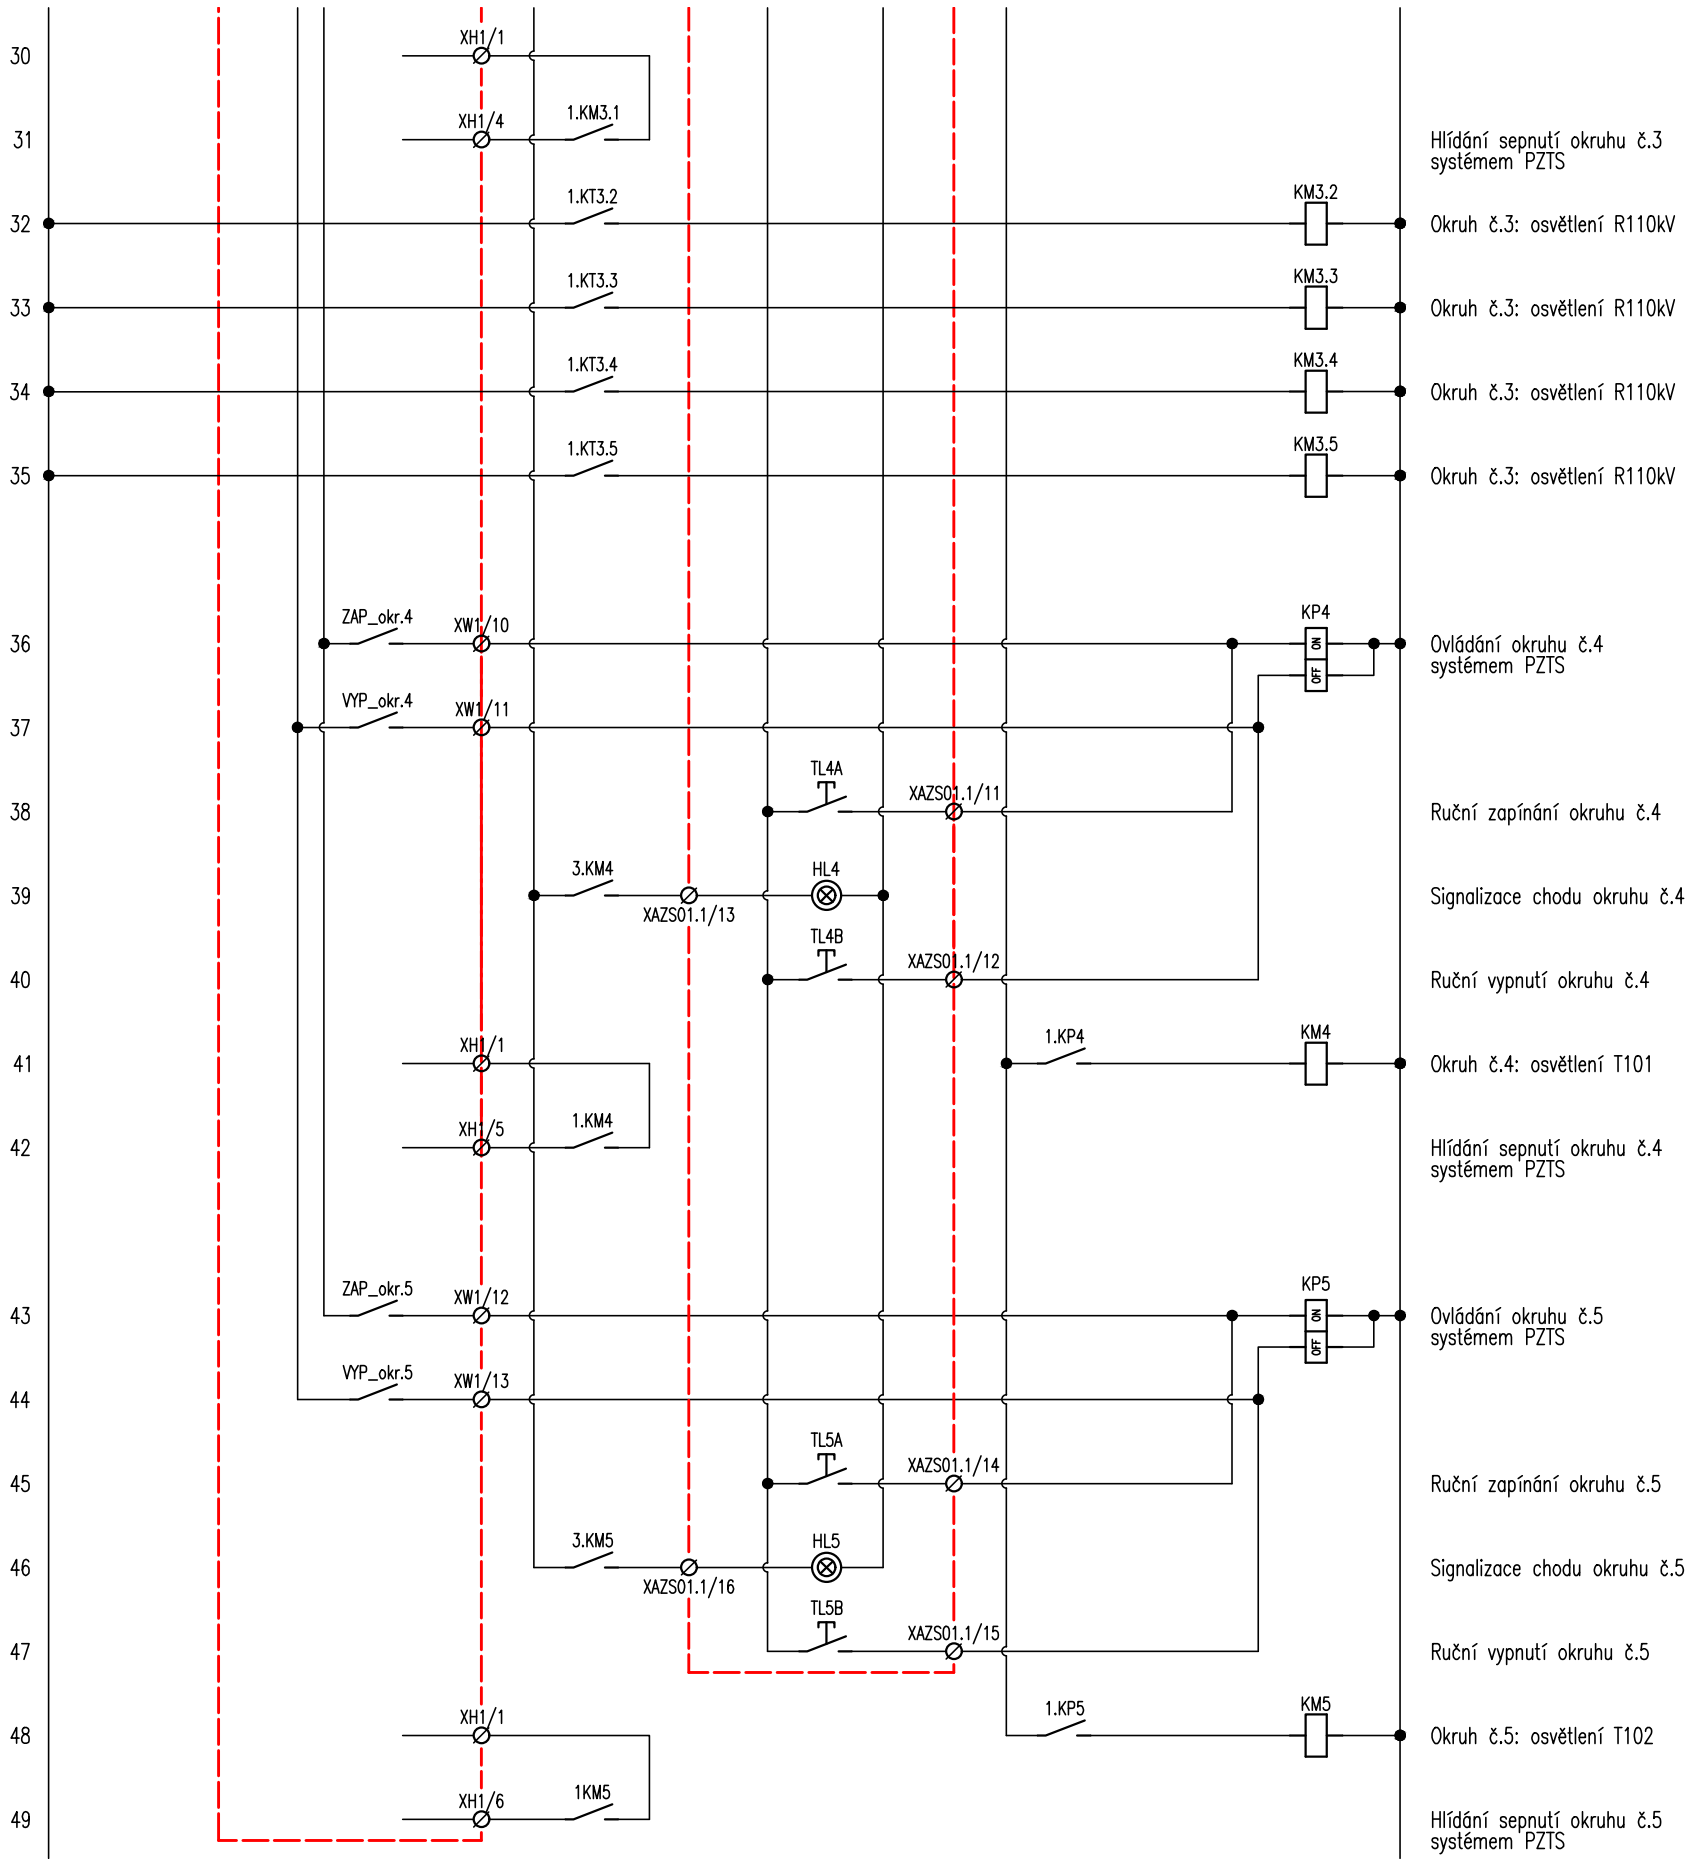 XH1/1
30
1.KM3.1
XH1/4
31
Hlídání sepnutí okruhu č.3
systémem PZTS
1.KT3.2
KM3.2
32
Okruh č.3: osvětlení R110kV
1.KT3.3
KM3.3
33
Okruh č.3: osvětlení R110kV
1.KT3.4
KM3.4
34
Okruh č.3: osvětlení R110kV
1.KT3.5
KM3.5
35
Okruh č.3: osvětlení R110kV
ZAP_okr.4
XW1/10
KP4
36
ON
Ovládání okruhu č.4
systémem PZTS
OFF
VYP_okr.4
XW1/11
37
TL4A
XAZS01.1/11
38
Ruční zapínání okruhu č.4
3.KM4
HL4
39
Signalizace chodu okruhu č.4
XAZS01.1/13
TL4B
XAZS01.1/12
40
Ruční vypnutí okruhu č.4
XH1/1
1.KP4
KM4
41
Okruh č.4: osvětlení T101
XH1/5
1.KM4
42
Hlídání sepnutí okruhu č.4
systémem PZTS
ZAP_okr.5
XW1/12
KP5
43
ON
Ovládání okruhu č.5
systémem PZTS
OFF
VYP_okr.5
XW1/13
44
TL5A
XAZS01.1/14
45
Ruční zapínání okruhu č.5
3.KM5
HL5
46
Signalizace chodu okruhu č.5
XAZS01.1/16
TL5B
XAZS01.1/15
47
Ruční vypnutí okruhu č.5
XH1/1
1.KP5
KM5
48
Okruh č.5: osvětlení T102
XH1/6
1KM5
49
Hlídání sepnutí okruhu č.5
systémem PZTS